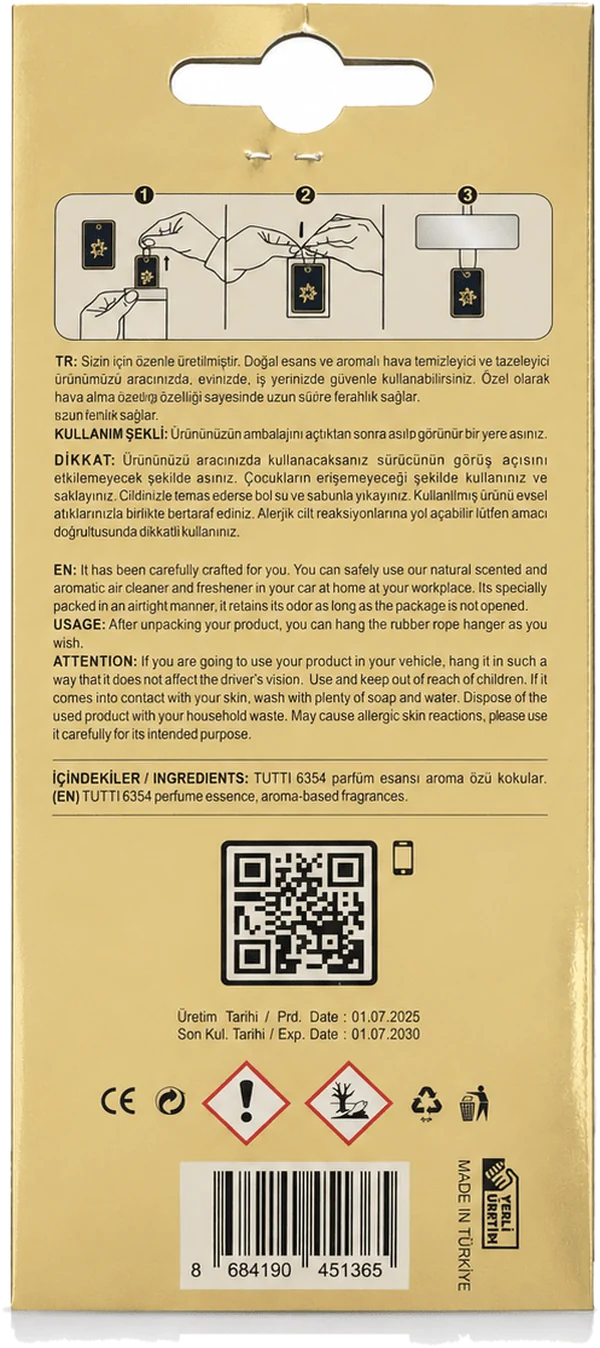 1 2 3
TR: Sizin için özenle üretilmiştir. Doğal esans ve aromalı hava temizleyici ve tazeleyici
ürünümüzü aracınızda, evinizde, iş yerinizde güvenle kullanabilirsiniz. Özel olarak
hava alma özelliği sayesinde uzun süre ferahlık sağlar.
sağlar.
KULLANIM ŞEKLİ: Ürününüzün ambalajını açtıktan sonra asılp görünür bir yere asınız.
DİKKAT: Ürününüzü aracınızda kullanacaksanız sürücünün görüş açısını
etkilemeyecek şekilde asınız. Çocukların erişemeyeceği şekilde kullanınız ve
saklayınız. Cildinizle temas ederse bol su ve sabunla yıkayınız. Kullanılmış ürünü evsel
atıklarınızla birlikte bertaraf ediniz. Alerjik cilt reaksiyonlarına yol açabilir lütfen amacı
doğrultusunda dikkatli kullanınız.
EN: It has been carefully crafted for you. You can safely use our natural scented and
aromatic air cleaner and freshener in your car at home at your workplace. Its specially
packed in an airtight manner, it retains its odor as long as the package is not opened.
USAGE: After unpacking your product, you can hang the rubber rope hanger as you
wish.
ATTENTION: If you are going to use your product in your vehicle, hang it in such a
way that it does not affect the driver's vision. Use and keep out of reach of children. If it
comes into contact with your skin, wash with plenty of soap and water. Dispose of the
used product with your household waste. May cause allergic skin reactions, please use
it carefully for its intended purpose.
İÇİNDEKİLER / INGREDIENTS: TUTTI 6354 parfüm esansı aroma özü kokular.
(EN) TUTTI 6354 perfume essence, aroma-based fragrances.
Üretim Tarihi / Prd. Date : 01.07.2025
Son Kul. Tarihi / Exp. Date : 01.07.2030
CE
MADE IN TÜRKİYE
YERLİ
8 684190 451365